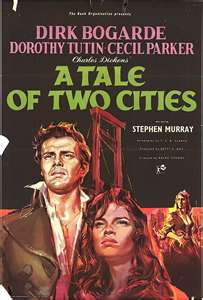 The Rank Organisation presents
DIRK BOGARDE
DOROTHY TUTIN·CECIL PARKER
Charles Dickens'
A TALE
OF TWO CITIES
STEPHEN MURRAY